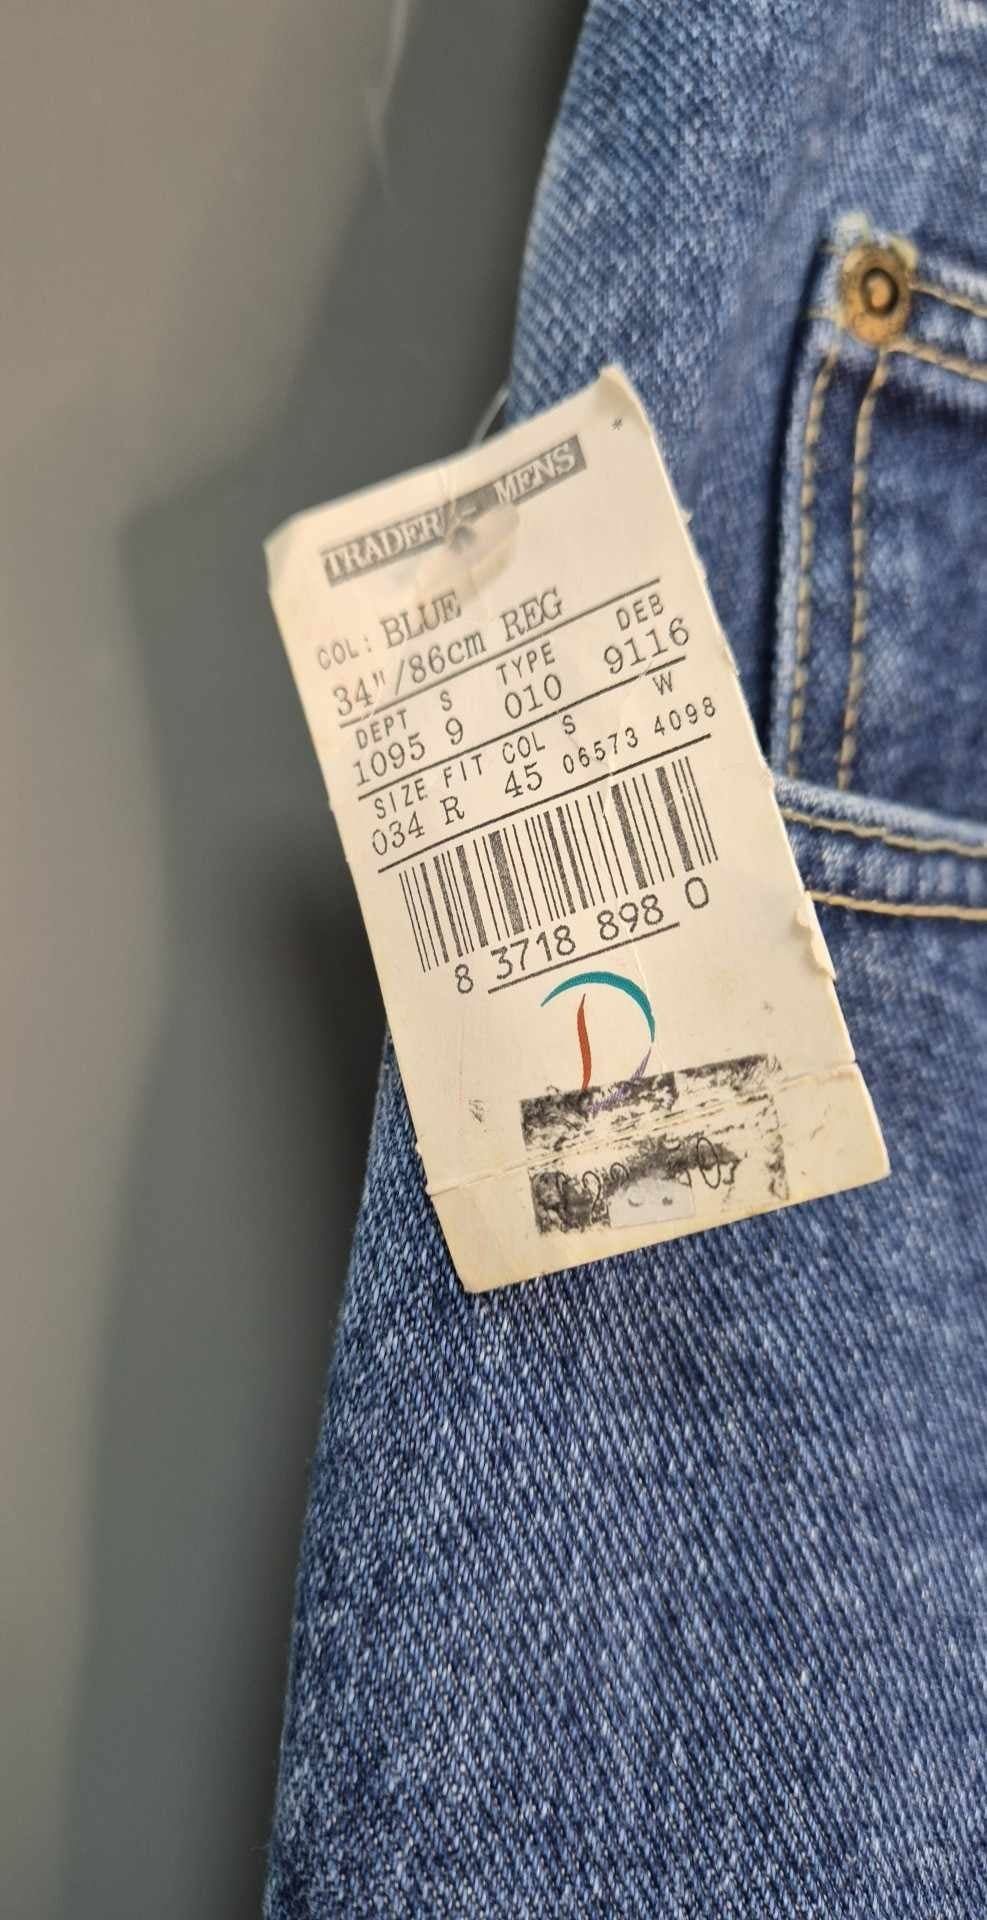 *
TRADER - MENS
COL: BLUE
34"/86cm REG
DEPT S TYPE DEB
1095 9 010 9116
SIZE FIT COL S W
034 R 45 06573 4098
8 3718 898 0
D